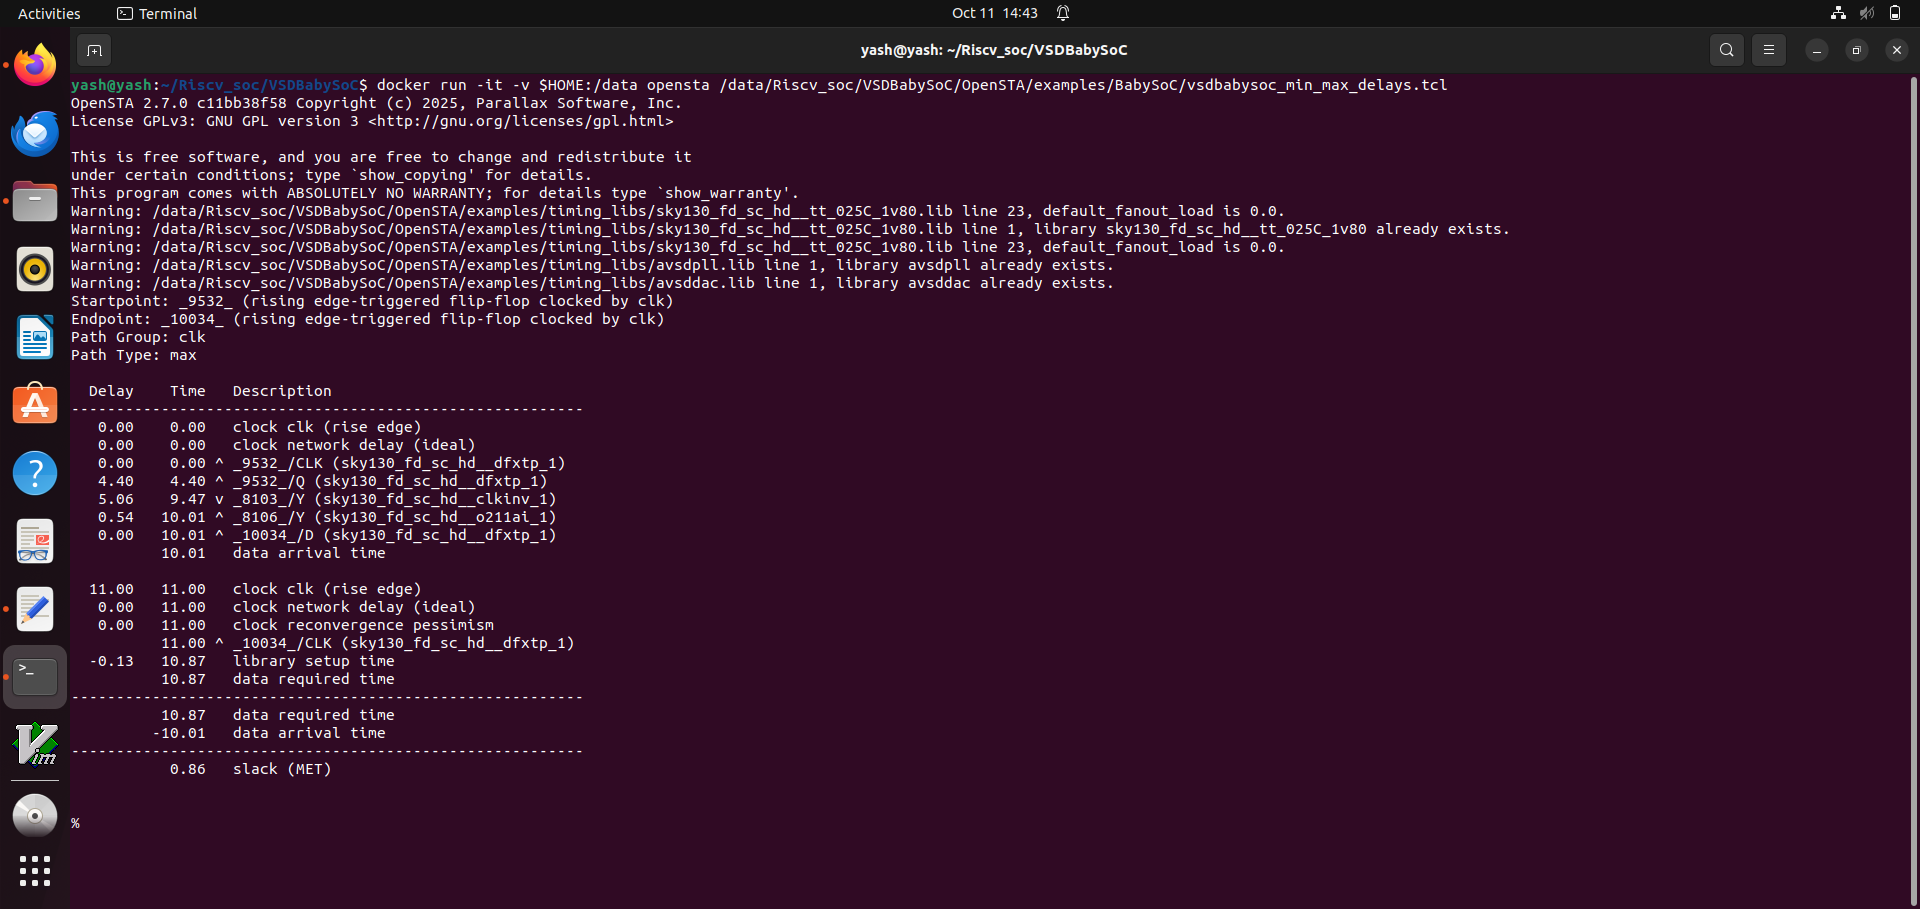 Activities
Terminal
Oct 11 14:43
yash@yash: ~/Riscv_soc/VSDBabySoC
yash@yash:~/Riscv_soc/VSDBabySoC$ docker run -it -v $HOME:/data opensta /data/Riscv_soc/VSDBabySoC/OpenSTA/examples/BabySoC/vsdbabysoc_min_max_delays.tcl
OpenSTA 2.7.0 c11bb38f58 Copyright (c) 2025, Parallax Software, Inc.
License GPLv3: GNU GPL version 3 <http://gnu.org/licenses/gpl.html>

This is free software, and you are free to change and redistribute it
under certain conditions; type `show_copying' for details.
This program comes with ABSOLUTELY NO WARRANTY; for details type `show_warranty'.
Warning: /data/Riscv_soc/VSDBabySoC/OpenSTA/examples/timing_libs/sky130_fd_sc_hd__tt_025C_1v80.lib line 23, default_fanout_load is 0.0.
Warning: /data/Riscv_soc/VSDBabySoC/OpenSTA/examples/timing_libs/sky130_fd_sc_hd__tt_025C_1v80.lib line 1, library sky130_fd_sc_hd__tt_025C_1v80 already exists.
Warning: /data/Riscv_soc/VSDBabySoC/OpenSTA/examples/timing_libs/sky130_fd_sc_hd__tt_025C_1v80.lib line 23, default_fanout_load is 0.0.
Warning: /data/Riscv_soc/VSDBabySoC/OpenSTA/examples/timing_libs/avsdpll.lib line 1, library avsdpll already exists.
Warning: /data/Riscv_soc/VSDBabySoC/OpenSTA/examples/timing_libs/avsddac.lib line 1, library avsddac already exists.
Startpoint: _9532_ (rising edge-triggered flip-flop clocked by clk)
Endpoint: _10034_ (rising edge-triggered flip-flop clocked by clk)
Path Group: clk
Path Type: max

  Delay    Time   Description
---------------------------------------------------------
   0.00    0.00   clock clk (rise edge)
   0.00    0.00   clock network delay (ideal)
   0.00    0.00 ^ _9532_/CLK (sky130_fd_sc_hd__dfxtp_1)
   4.40    4.40 ^ _9532_/Q (sky130_fd_sc_hd__dfxtp_1)
   5.06    9.47 v _8103_/Y (sky130_fd_sc_hd__clkinv_1)
   0.54   10.01 ^ _8106_/Y (sky130_fd_sc_hd__o211ai_1)
   0.00   10.01 ^ _10034_/D (sky130_fd_sc_hd__dfxtp_1)
          10.01   data arrival time

  11.00   11.00   clock clk (rise edge)
   0.00   11.00   clock network delay (ideal)
   0.00   11.00   clock reconvergence pessimism
          11.00 ^ _10034_/CLK (sky130_fd_sc_hd__dfxtp_1)
  -0.13   10.87   library setup time
          10.87   data required time
---------------------------------------------------------
          10.87   data required time
         -10.01   data arrival time
---------------------------------------------------------
           0.86   slack (MET)

%